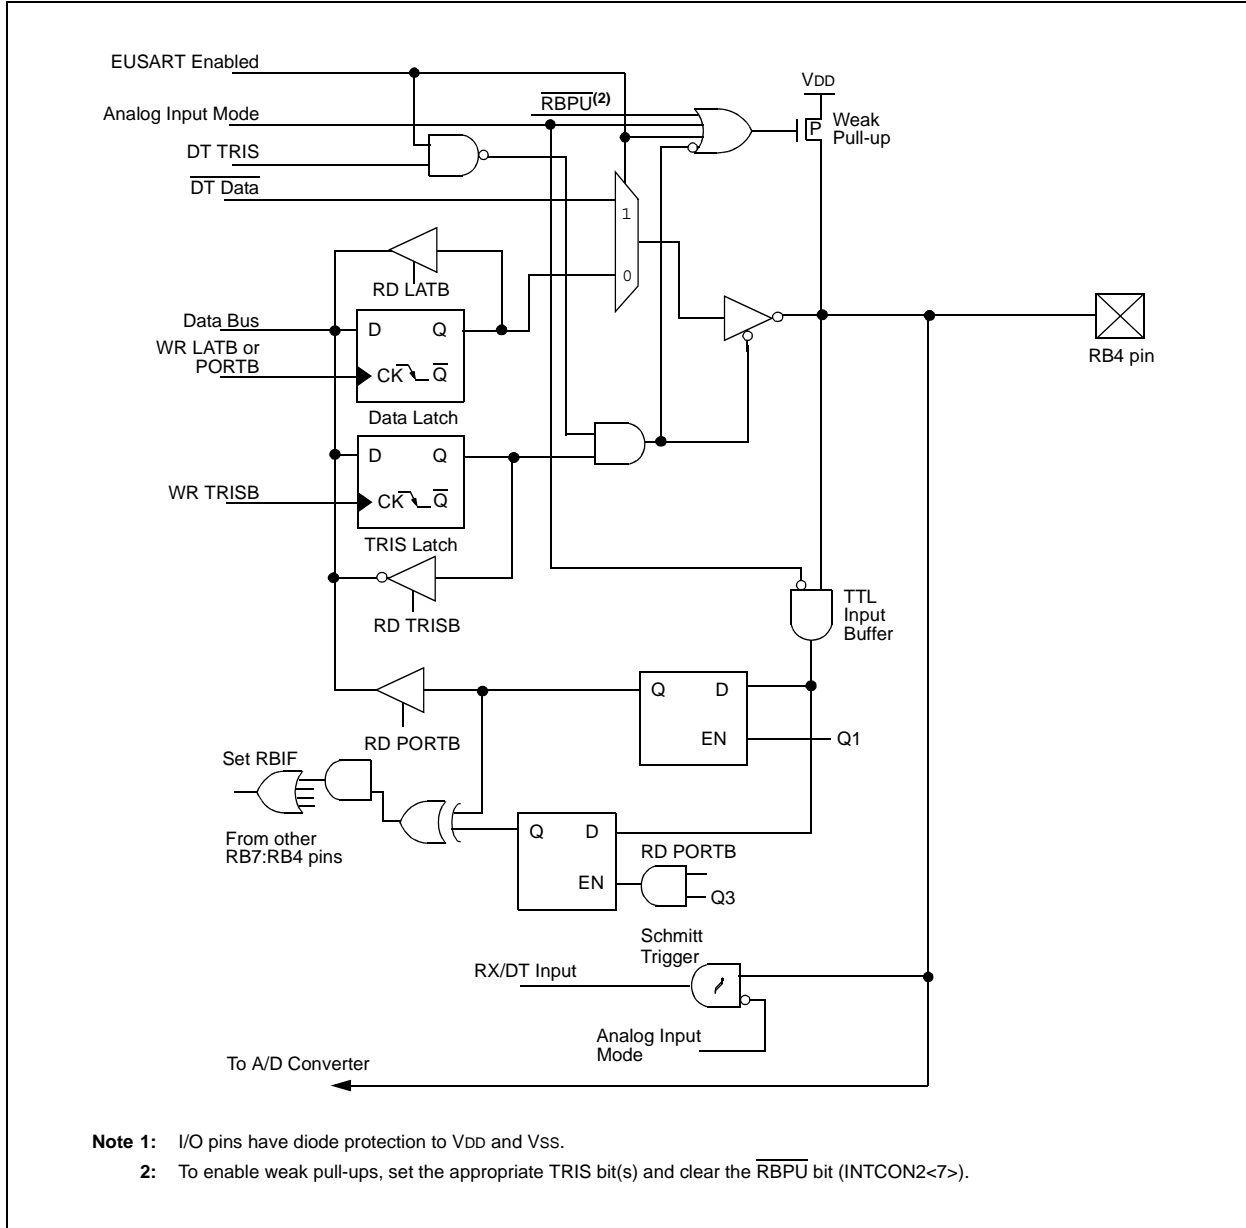 EUSART Enabled
VDD
RBPU(2)
Analog Input Mode
Weak
Pull-up
P
DT TRIS
DT Data
1
0
RD LATB
Data Bus
D Q
WR LATB or
PORTB
CK Q
RB4 pin
Data Latch
D Q
WR TRISB
CK Q
TRIS Latch
TTL
Input
Buffer
RD TRISB
Q D
EN
Q1
RD PORTB
Set RBIF
From other
RB7:RB4 pins
Q D
RD PORTB
EN
Q3
Schmitt
Trigger
RX/DT Input
Analog Input
Mode
To A/D Converter
Note 1: I/O pins have diode protection to VDD and VSS.
2: To enable weak pull-ups, set the appropriate TRIS bit(s) and clear the RBPU bit (INTCON2<7>).